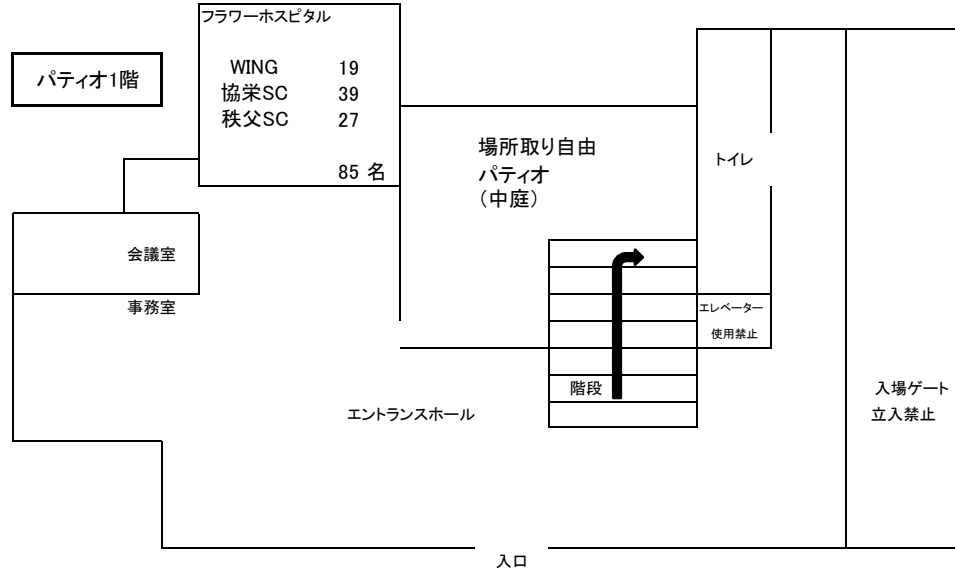 フラワーホスピタル
パティオ1階
WING 19
協栄SC 39
秩父SC 27
85 名
場所取り自由
パティオ
（中庭）
トイレ
会議室
事務室
エレベーター
使用禁止
階段
エントランスホール
入場ゲート
立入禁止
入口